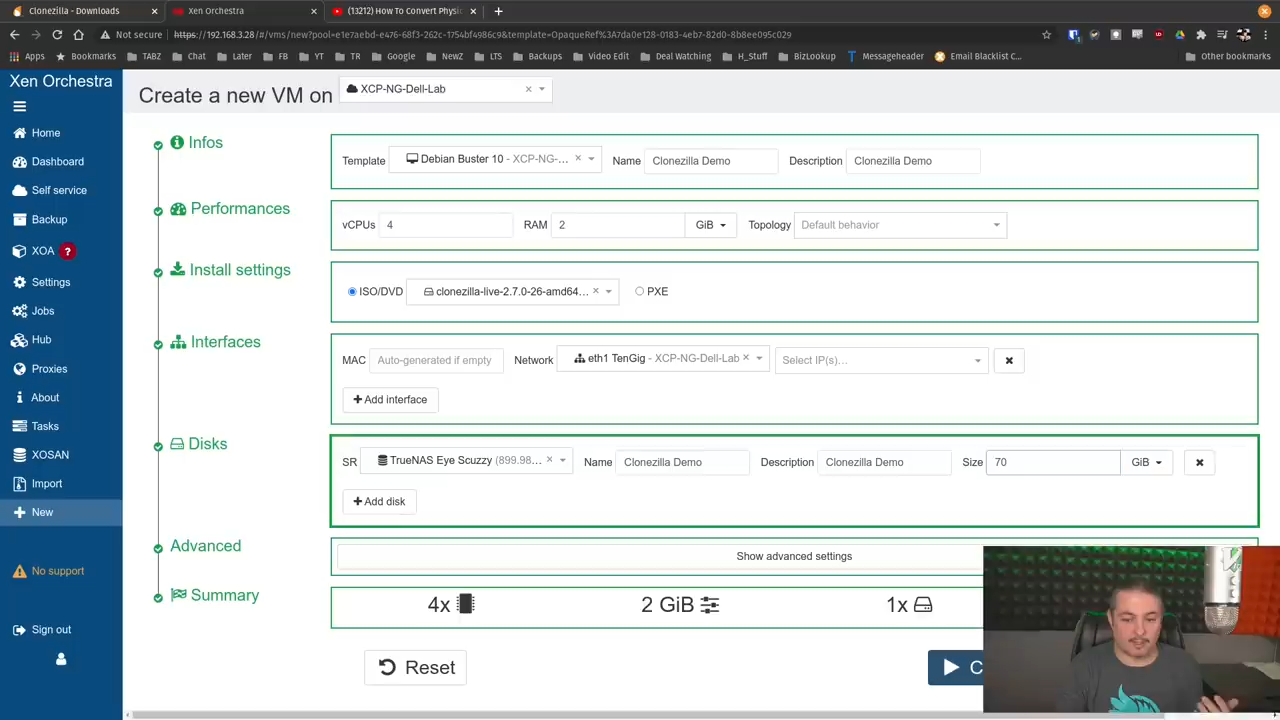 Clonezilla - Downloads
Xen Orchestra
(13212) How To Convert Physic
Not secure
https://192.168.3.28/#/vms/new?pool=e1e7aebd-e476-68f3-262c-1754bf4986c9&template=OpaqueRef%3A7da0e128-0183-4eb7-82d0-8b8ee095c029
Apps Bookmarks TABZ Chat Later FB YT TR Google NewZ LTS Backups Video Edit Deal Watching H_Stuff BizLookup Messageheader Email Blacklist C... Other bookmarks
Xen Orchestra
Home
Dashboard
Self service
Backup
XOA ?
Settings
Jobs
Hub
Proxies
About
Tasks
XOSAN
Import
New
No support
Sign out
Create a new VM on XCP-NG-Dell-Lab
Infos
Template Debian Buster 10 - XCP-NG-... Name Clonezilla Demo Description Clonezilla Demo
Performances
vCPUs 4 RAM 2 GiB Topology Default behavior
Install settings
ISO/DVD clonezilla-live-2.7.0-26-amd64... PXE
Interfaces
MAC Auto-generated if empty Network eth1 TenGig - XCP-NG-Dell-Lab Select IP(s)...
Add interface
Disks
SR TrueNAS Eye Scuzzy (899.98... Name Clonezilla Demo Description Clonezilla Demo Size 70 GiB
Add disk
Advanced
Show advanced settings
Summary
4x 2 GiB 1x
Reset
C